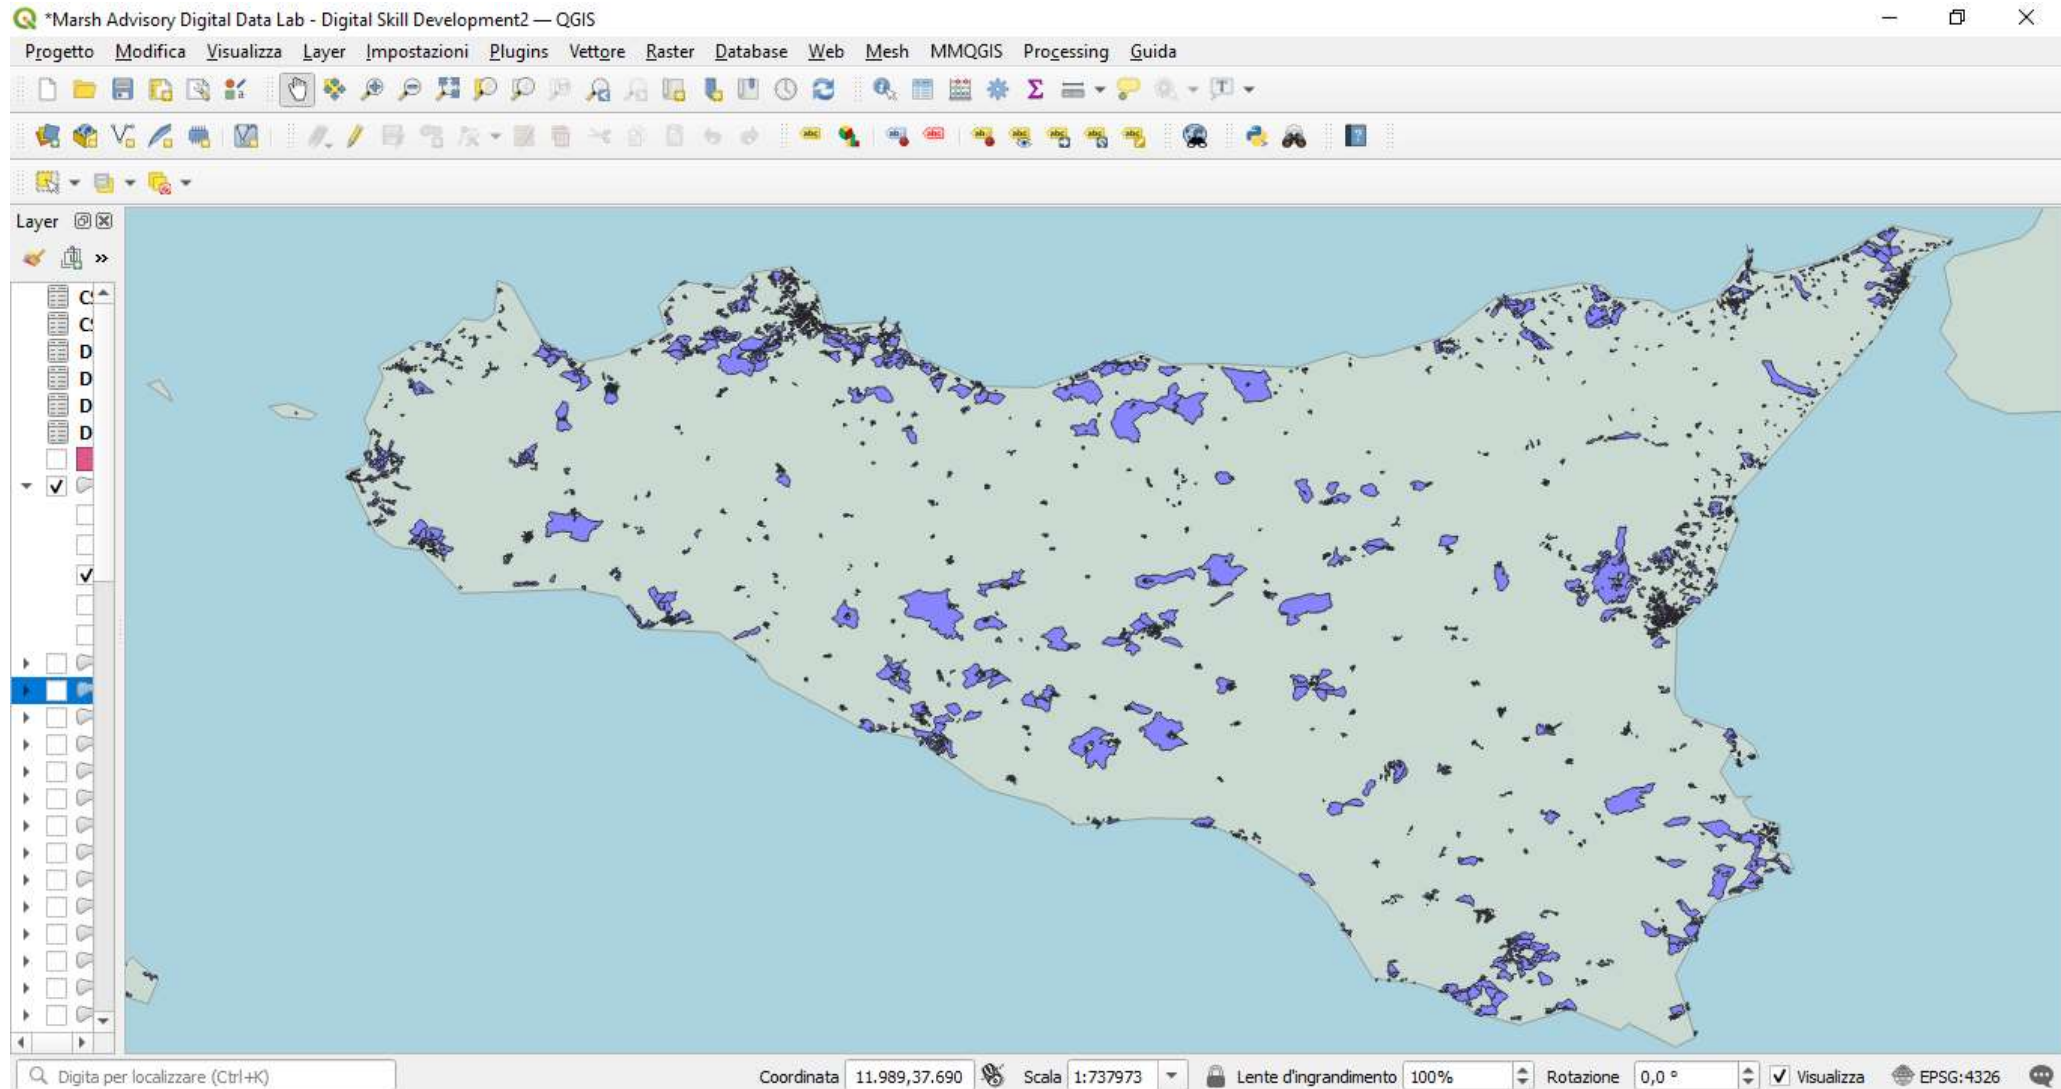 *Marsh Advisory Digital Data Lab - Digital Skill Development2 — QGIS
Progetto Modifica Visualizza Layer Impostazioni Plugins Vettore Raster Database Web Mesh MMQGIS Processing Guida
Layer
»
D
D
D
D
Digita per localizzare (Ctrl+K) Coordinata 11.989,37.690 Scala 1:737973 Lente d'ingrandimento 100% Rotazione 0,0 ° Visualizza EPSG:4326